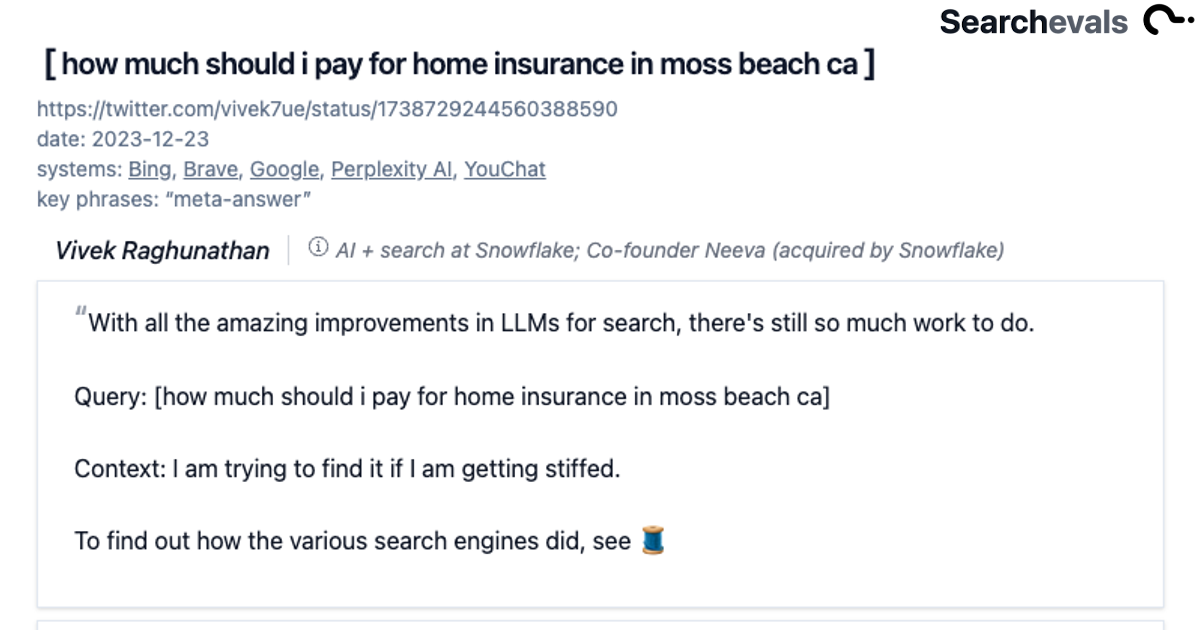 Searchevals
[ how much should i pay for home insurance in moss beach ca ]
https://twitter.com/vivek7ue/status/1738729244560388590
date: 2023-12-23
systems: Bing, Brave, Google, Perplexity AI, YouChat
key phrases: “meta-answer”
Vivek Raghunathan AI + search at Snowflake; Co-founder Neeva (acquired by Snowflake)
"With all the amazing improvements in LLMs for search, there's still so much work to do.
Query: [how much should i pay for home insurance in moss beach ca]
Context: I am trying to find it if I am getting stiffed.
To find out how the various search engines did, see 🧵